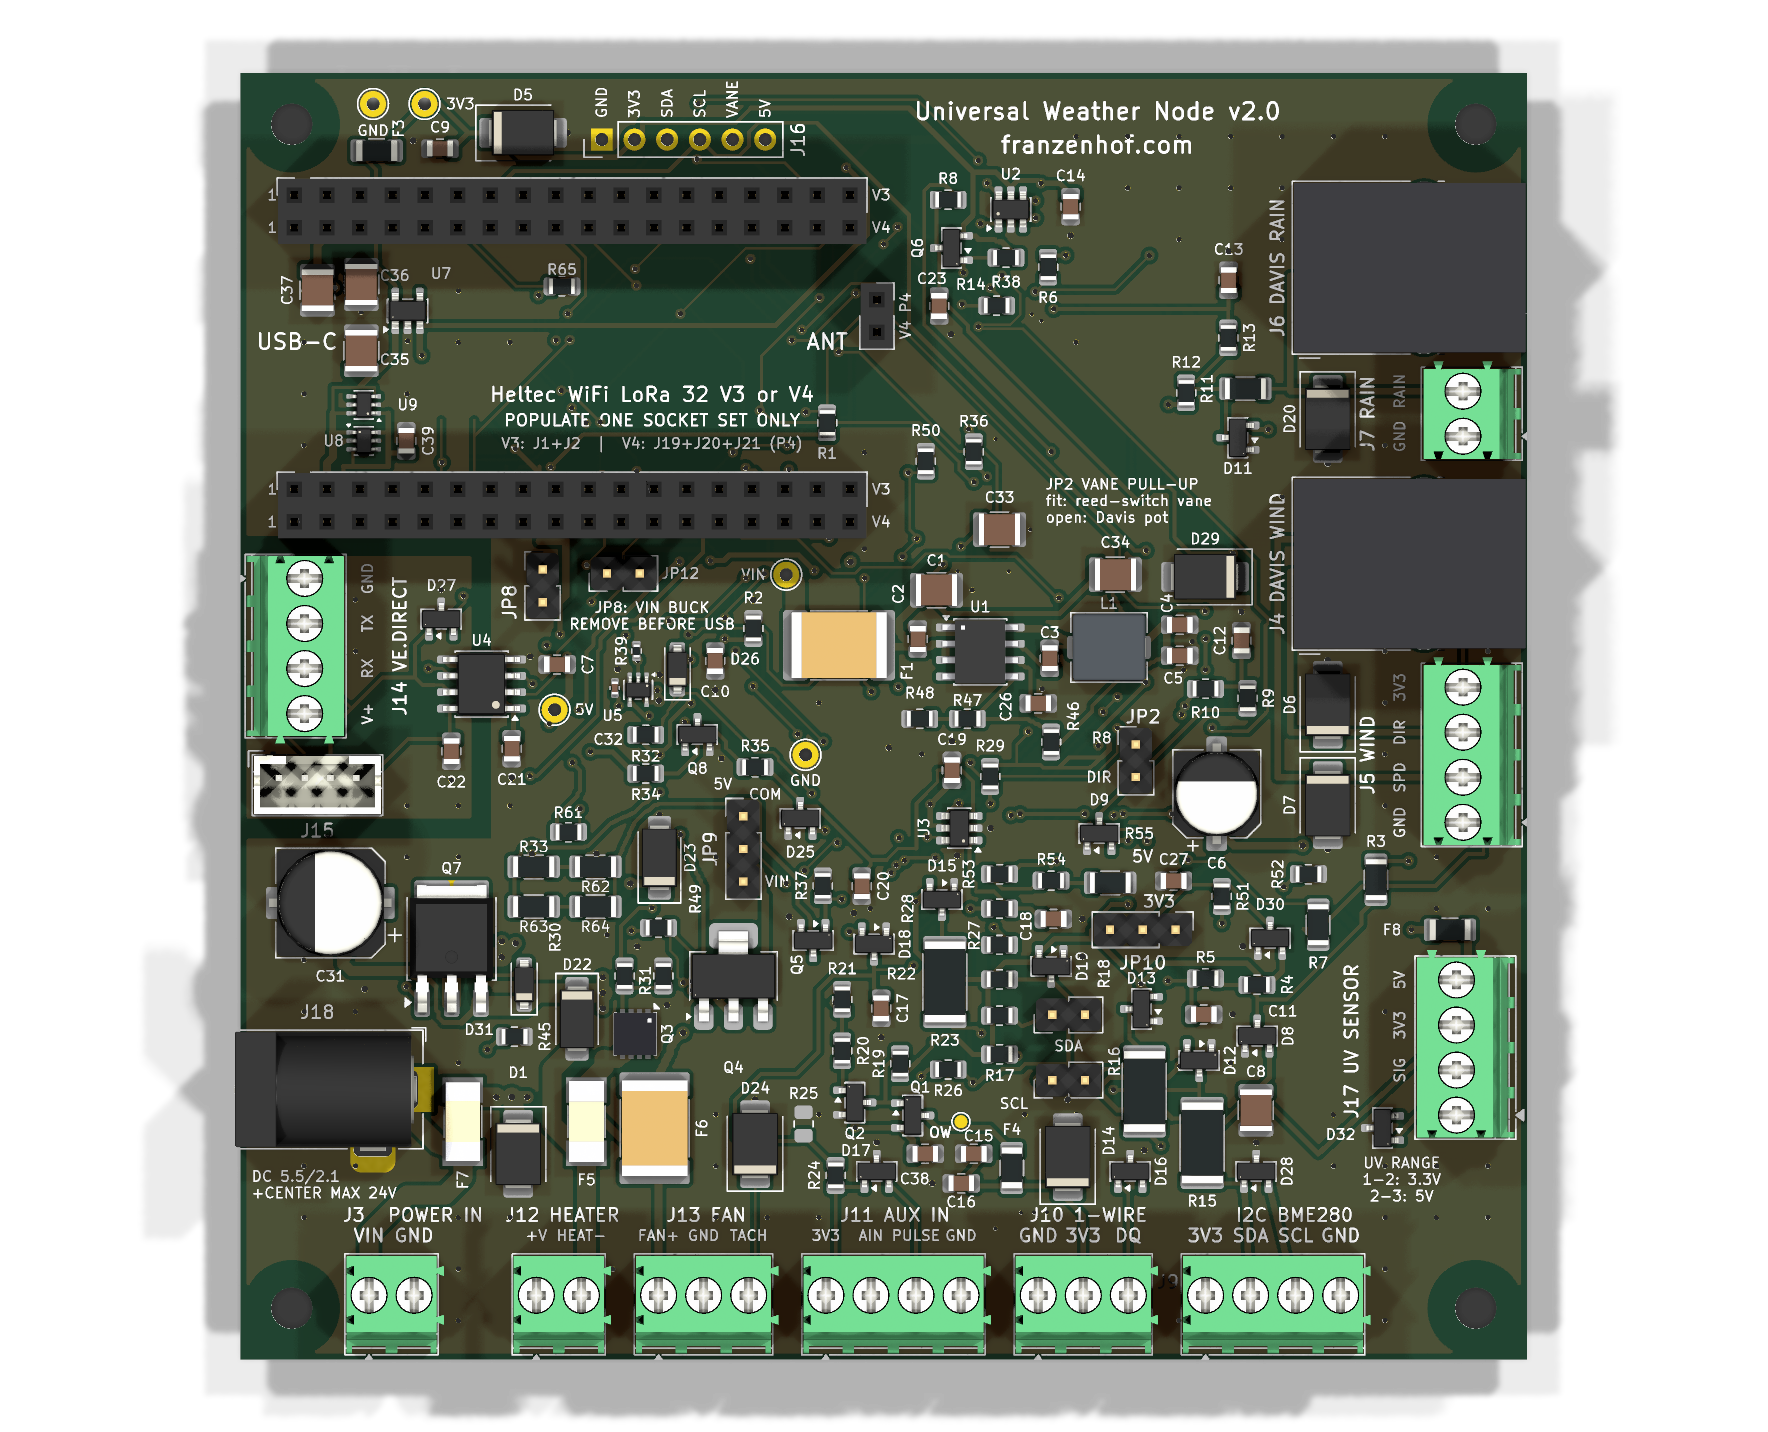 Universal Weather Node v2.0
franzenhof.com
GND
3V3
F3
C9
D5
GND
3V3
SDA
SCL
VANE
5V
J16
1
V3
1
V4
R8
U2
C14
Q6
C23
R14
R38
R6
C13
R13
J6 DAVIS RAIN
C37
C36
U7
R65
USB-C
C35
ANT
V4 P4
R12
R11
D11
D20
J7 RAIN
GND RAIN
Heltec WiFi LoRa 32 V3 or V4
POPULATE ONE SOCKET SET ONLY
V3: J1+J2 | V4: J19+J20+J21 (P4)
U9
U8
C39
R1
R50
R36
1
V3
1
V4
C33
JP2 VANE PULL-UP
fit: reed-switch vane
open: Davis pot
J4 DAVIS WIND
C34
D29
GND
TX
RX
V+
J14 VE.DIRECT
D27
U4
JP8
JP12
VIN
JP8: VIN BUCK
REMOVE BEFORE USB
R2
C2
C1
U1
L1
C4
C3
C5
C12
F1
C7
R39
U5
C10
D26
5V
C32
R32
R34
Q8
R35
5V
GND
R48
R47
C26
R46
R10
R9
D6
J5 WIND
GND SPD DIR 3V3
D7
C22
C21
J15
C19
R29
JP2
R8
DIR
C6
+
COM
JP9
VIN
D25
J3
D9
R55
5V
R61
R33
R62
R63
R64
D23
R49
C31
+
Q7
R30
R37
C20
D15
R53
R28
R27
R54
C27
C18
3V3
JP10
R51
R52
D30
R3
R7
F8
J18
D31
R45
D22
R31
Q3
Q4
Q5
D18
R21
R22
C17
R20
R19
R23
R26
R17
D10
R18
D13
R5
R4
C11
D8
D12
SDA
SCL
R16
C8
J17 UV SENSOR
SIG 3V3 5V
D32
UV RANGE
1-2: 3.3V
2-3: 5V
DC 5.5/2.1
+CENTER MAX 24V
F7
D1
F5
F6
D24
R25
R24
Q2
D17
Q1
OW
C38
C15
C16
F4
D14
D16
R15
D28
J3 POWER IN
VIN GND
J12 HEATER
+V HEAT-
J13 FAN
FAN+ GND TACH
J11 AUX IN
3V3 AIN PULSE GND
J10 1-WIRE
GND 3V3 DQ
I2C BME280
3V3 SDA SCL GND
J9